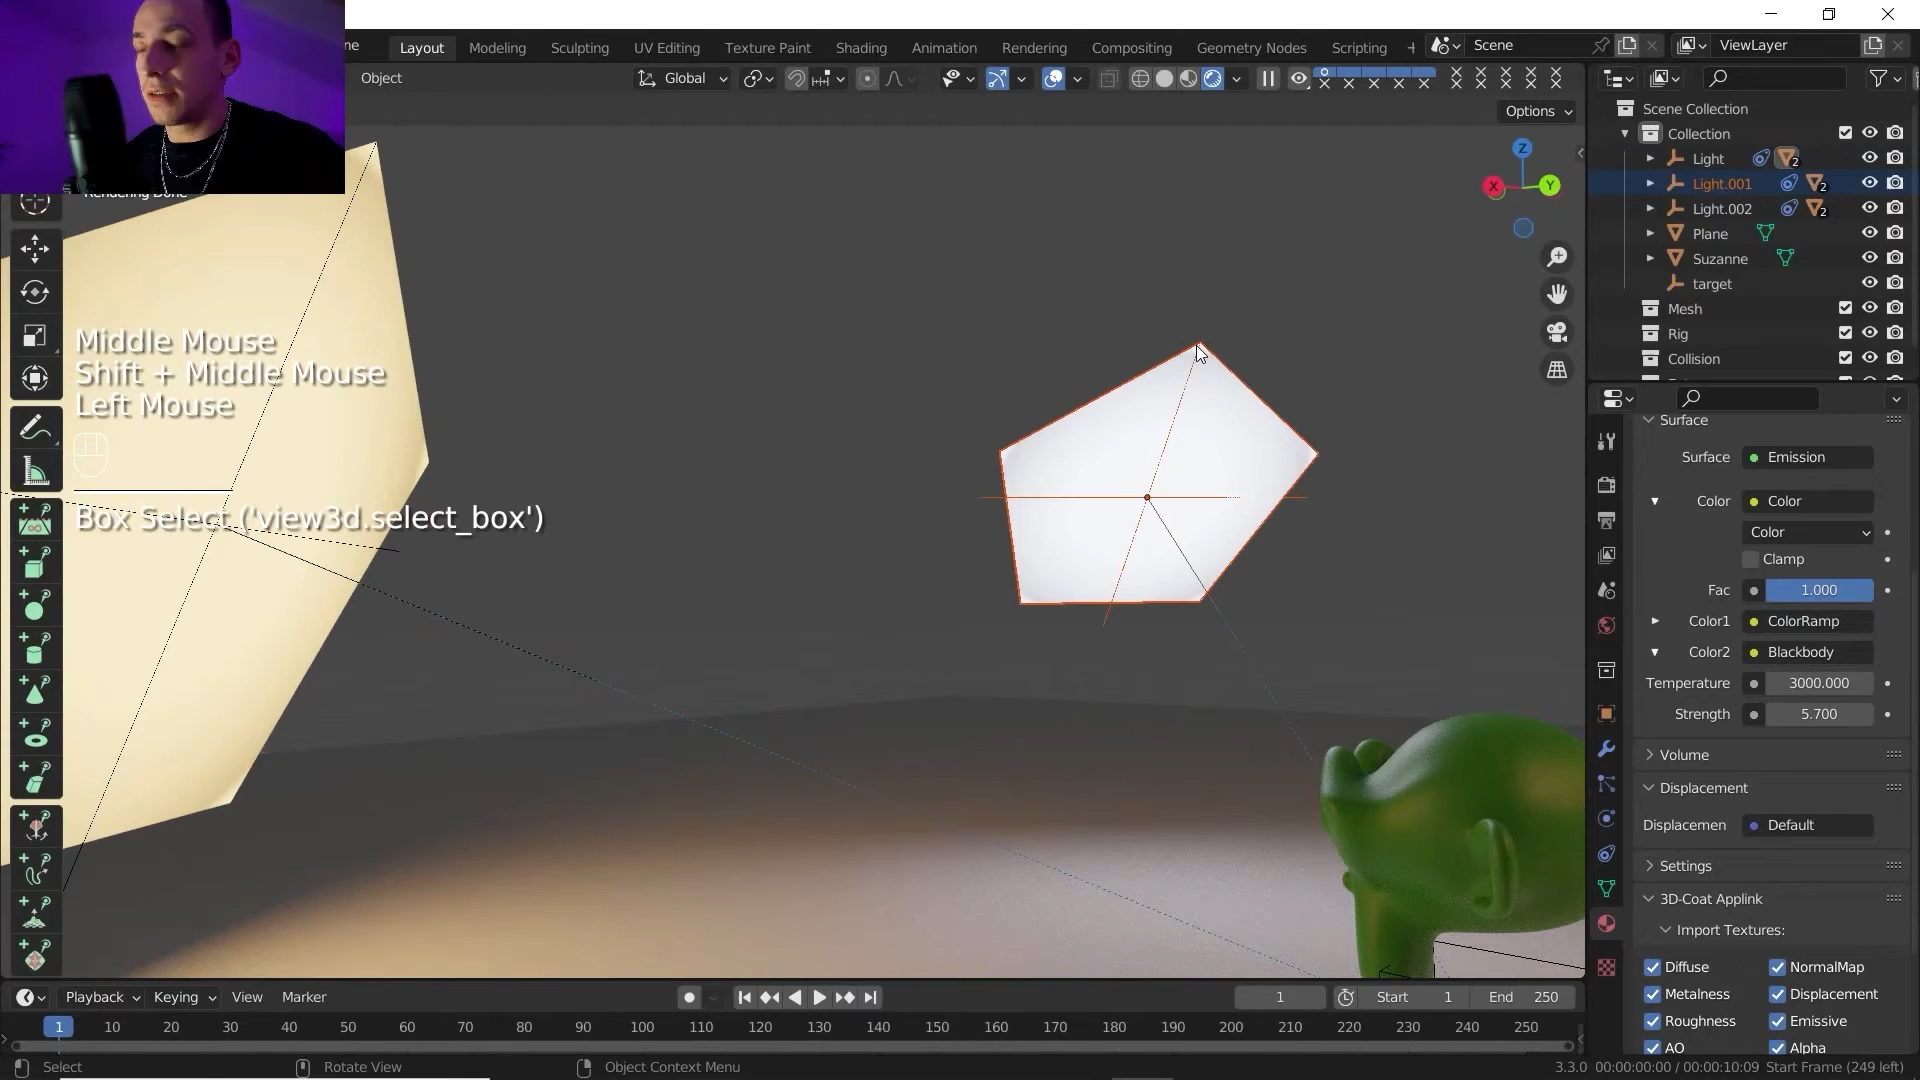 ne
Layout
Modeling
Sculpting
UV Editing
Texture Paint
Shading
Animation
Rendering
Compositing
Geometry Nodes
Scripting
Scene
ViewLayer
Object
Global
Options
Rendering Done
Middle Mouse
Shift + Middle Mouse
Left Mouse
Box Select ('view3d.select_box')
Z
X
Y
Scene Collection
Collection
Light
2
Light.001
2
Light.002
2
Plane
Suzanne
target
Mesh
Rig
Collision
Surface
Surface
Emission
Color
Color
Color
Clamp
Fac
1.000
Color1
ColorRamp
Color2
Blackbody
Temperature
3000.000
Strength
5.700
Volume
Displacement
Displacemen
Default
Settings
3D-Coat Applink
Import Textures:
Diffuse
NormalMap
Metalness
Displacement
Roughness
Emissive
AO
Alpha
Playback
Keying
View
Marker
1
Start
1
End
250
1 10 20 30 40 50 60 70 80 90 100 110 120 130 140 150 160 170 180 190 200 210 220 230 240 250
Select
Rotate View
Object Context Menu
3.3.0 00:00:00:00 / 00:00:10:09 Start Frame (249 left)